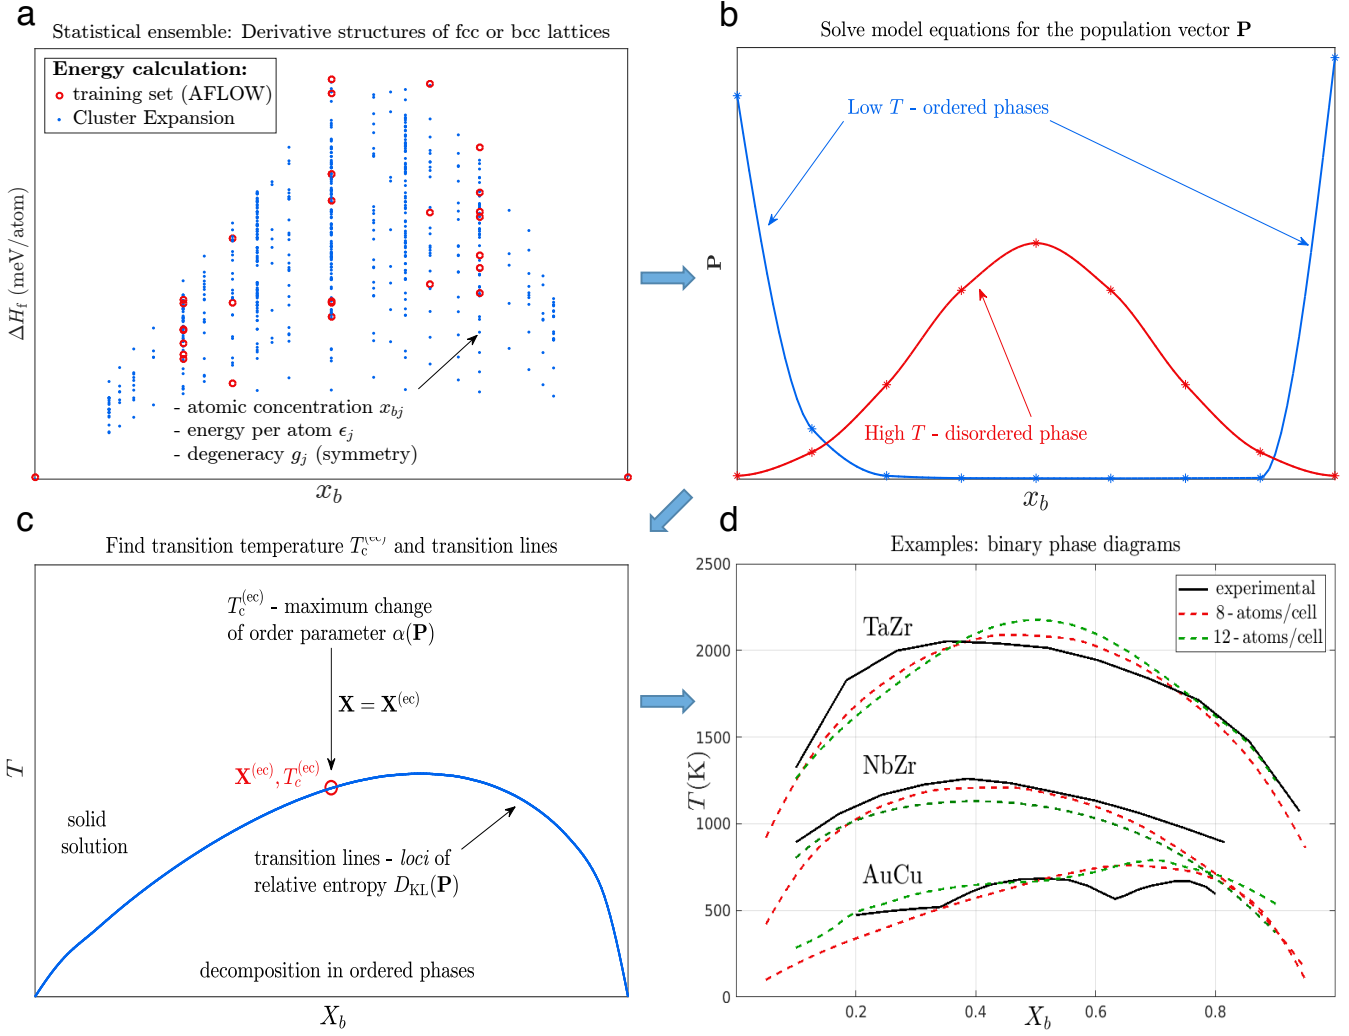 a
Statistical ensemble: Derivative structures of fcc or bcc lattices
Energy calculation:
training set (AFLOW)
Cluster Expansion
ΔH_f (meV/atom)
- atomic concentration x_bj
- energy per atom ϵ_j
- degeneracy g_j (symmetry)
x_b
b
Solve model equations for the population vector P
Low T - ordered phases
P
High T - disordered phase
x_b
c
Find transition temperature T_c^(ec) and transition lines
T_c^(ec) - maximum change
of order parameter α(P)
X = X^(ec)
X^(ec), T_c^(ec)
T
solid
solution
transition lines - loci of
relative entropy D_KL(P)
decomposition in ordered phases
X_b
d
Examples: binary phase diagrams
2500
2000
1500
1000
500
0
T(K)
experimental
8 - atoms/cell
12 - atoms/cell
TaZr
NbZr
AuCu
0.2 0.4 0.6 0.8
X_b